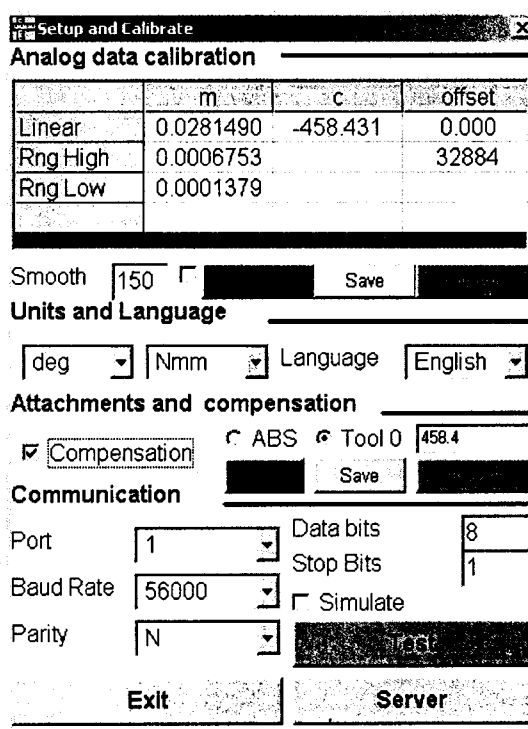 Setup and Calibrate
Analog data calibration
m c offset
Linear 0.0281490 -458.431 0.000
Rng High 0.0006753 32884
Rng Low 0.0001379
Smooth 150 Save
Units and Language
deg Nmm Language English
Attachments and compensation
Compensation ABS Tool 0 458.4
Save
Communication
Port 1 Data bits 8
Stop Bits 1
Baud Rate 56000
Simulate
Parity N Test
Exit Server